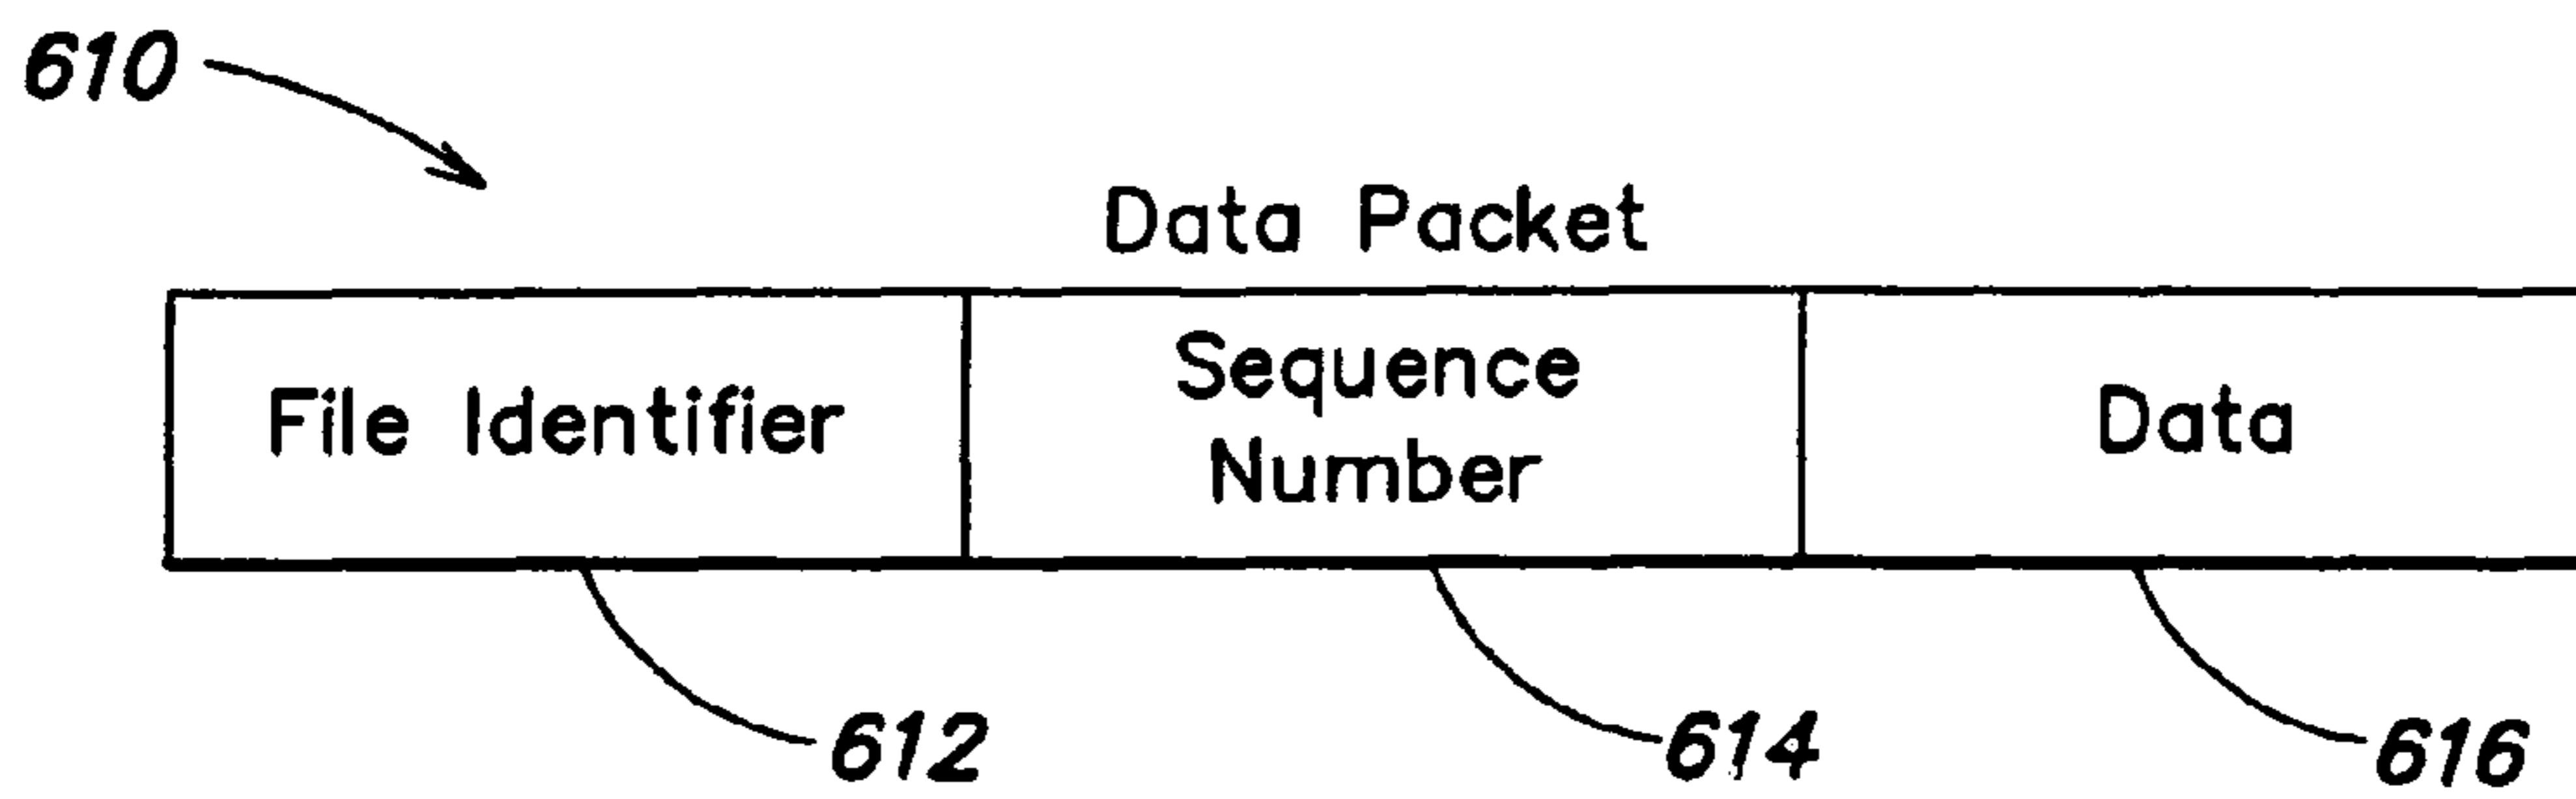 610
Data Packet
File Identifier
Sequence
Number
Data
612
614
616